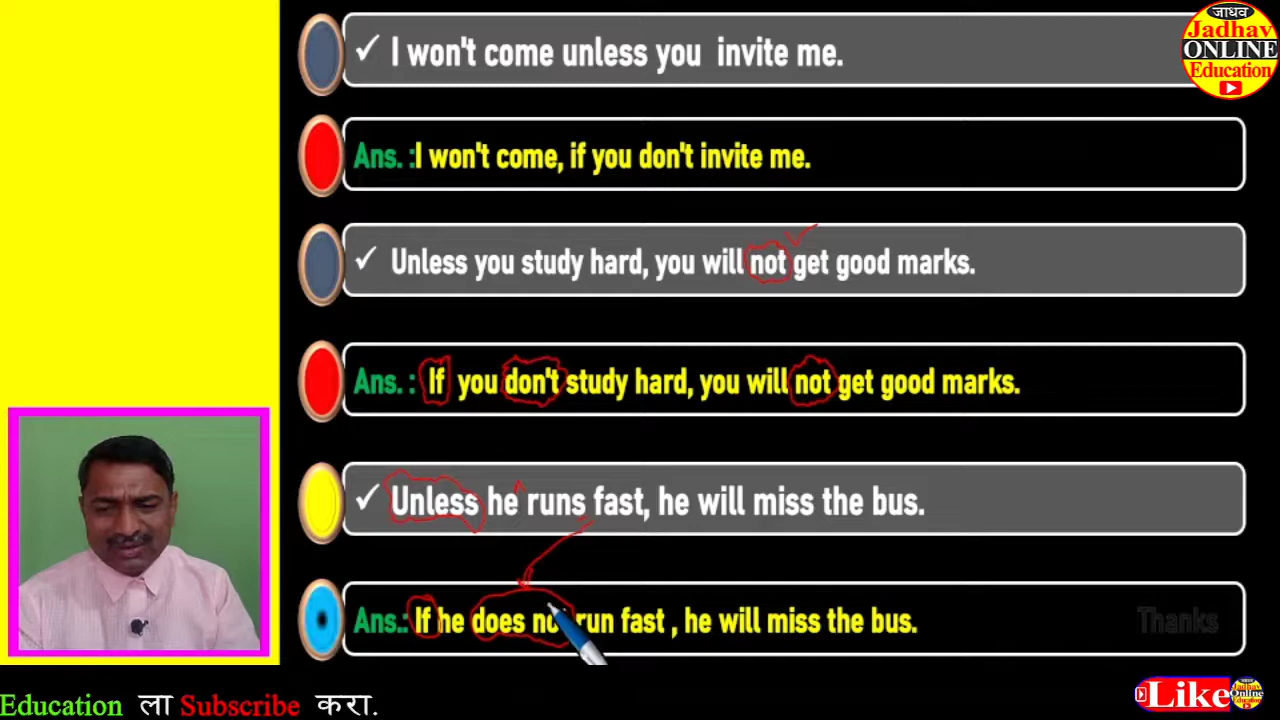 जाधव
Jadhav
ONLINE
Education
✓ I won't come unless you invite me.
Ans. :I won't come, if you don't invite me.
✓ Unless you study hard, you will not get good marks.
Ans. : If you don't study hard, you will not get good marks.
✓ Unless he runs fast, he will miss the bus.
Ans.: If he does not run fast , he will miss the bus.
Thanks
Education ला Subscribe करा.
Like
Jadhav
Online
Education